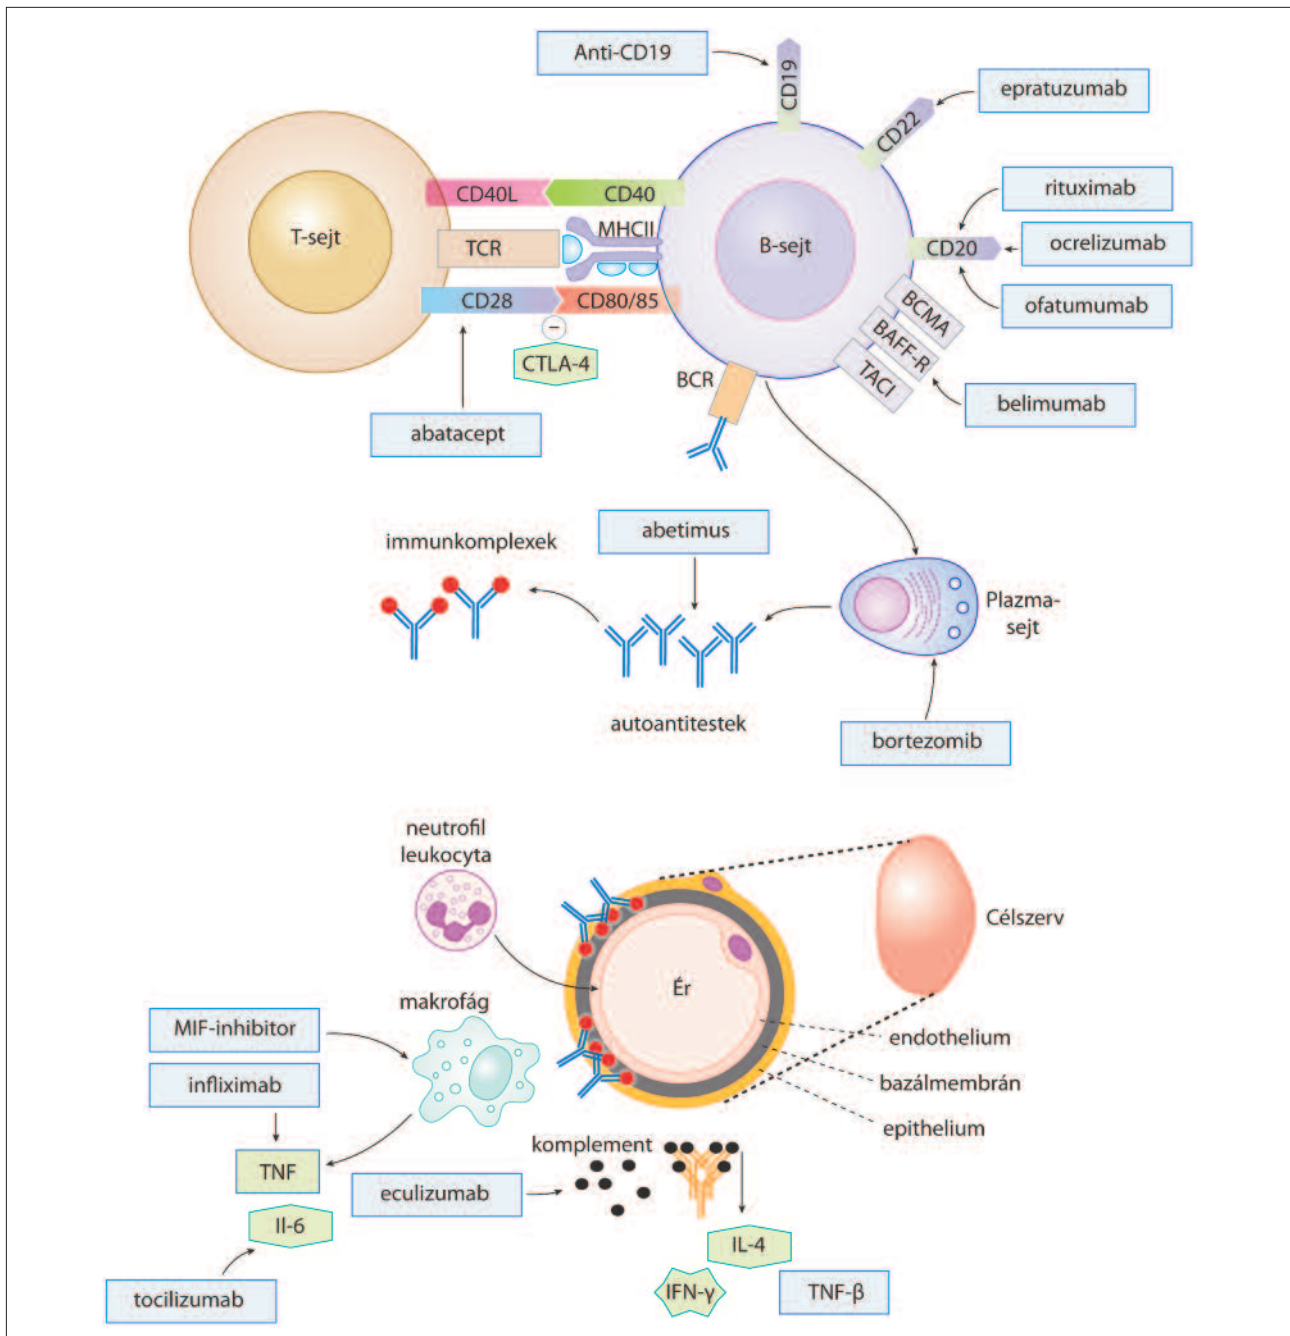 Anti-CD19
CD19
epratuzumab
CD22
rituximab
CD40L
CD40
T-sejt
TCR
MHCII
B-sejt
CD20
ocrelizumab
CD28
CD80/85
ofatumumab
BCMA
BAFF-R
TACI
–
CTLA-4
BCR
belimumab
abatacept
abetimus
immunkomplexek
Plazma-
sejt
autoantitestek
bortezomib
neutrofil
leukocyta
Célszerv
Ér
makrofág
MIF-inhibitor
endothelium
infliximab
bazálmembrán
epithelium
komplement
TNF
eculizumab
Il-6
IL-4
tocilizumab
IFN-γ
TNF-β